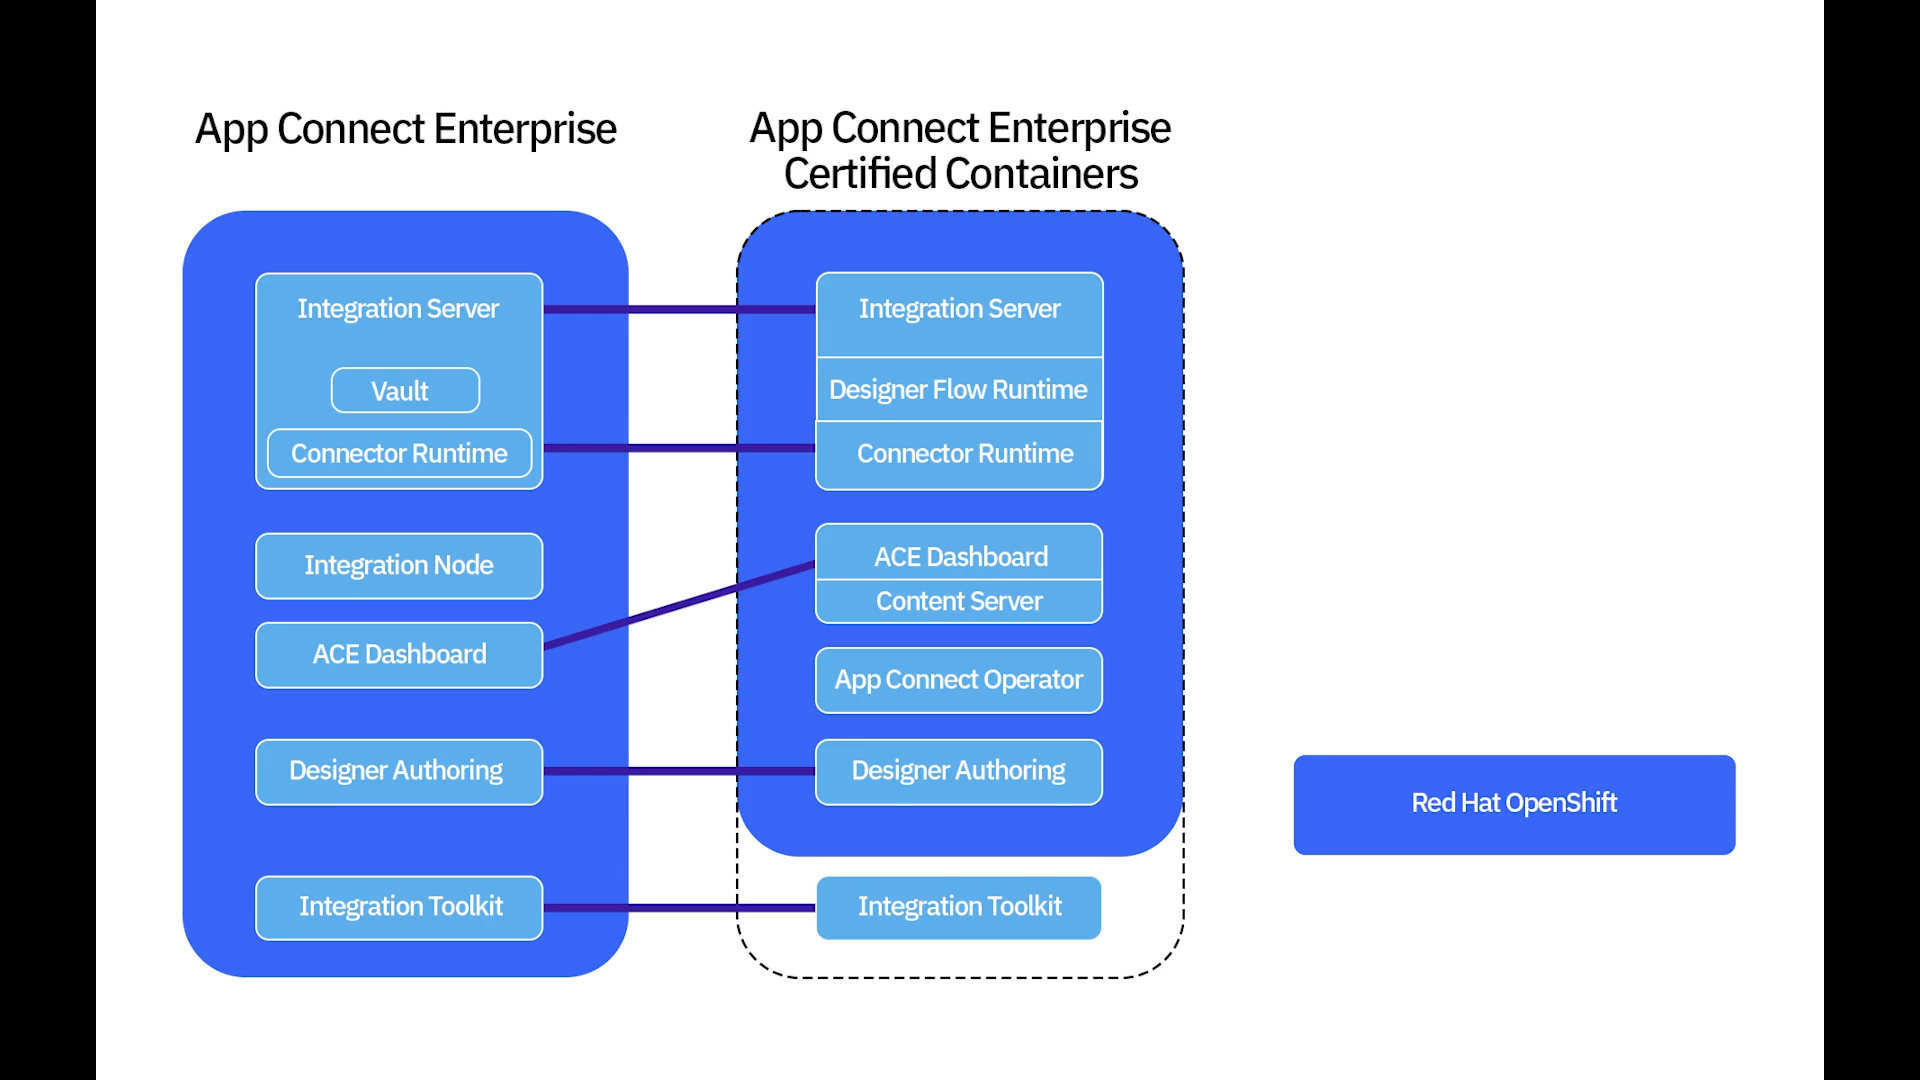 App Connect Enterprise
Integration Server
Vault
Connector Runtime
Integration Node
ACE Dashboard
Designer Authoring
Integration Toolkit
App Connect Enterprise
Certified Containers
Integration Server
Designer Flow Runtime
Connector Runtime
ACE Dashboard
Content Server
App Connect Operator
Designer Authoring
Integration Toolkit
Red Hat OpenShift